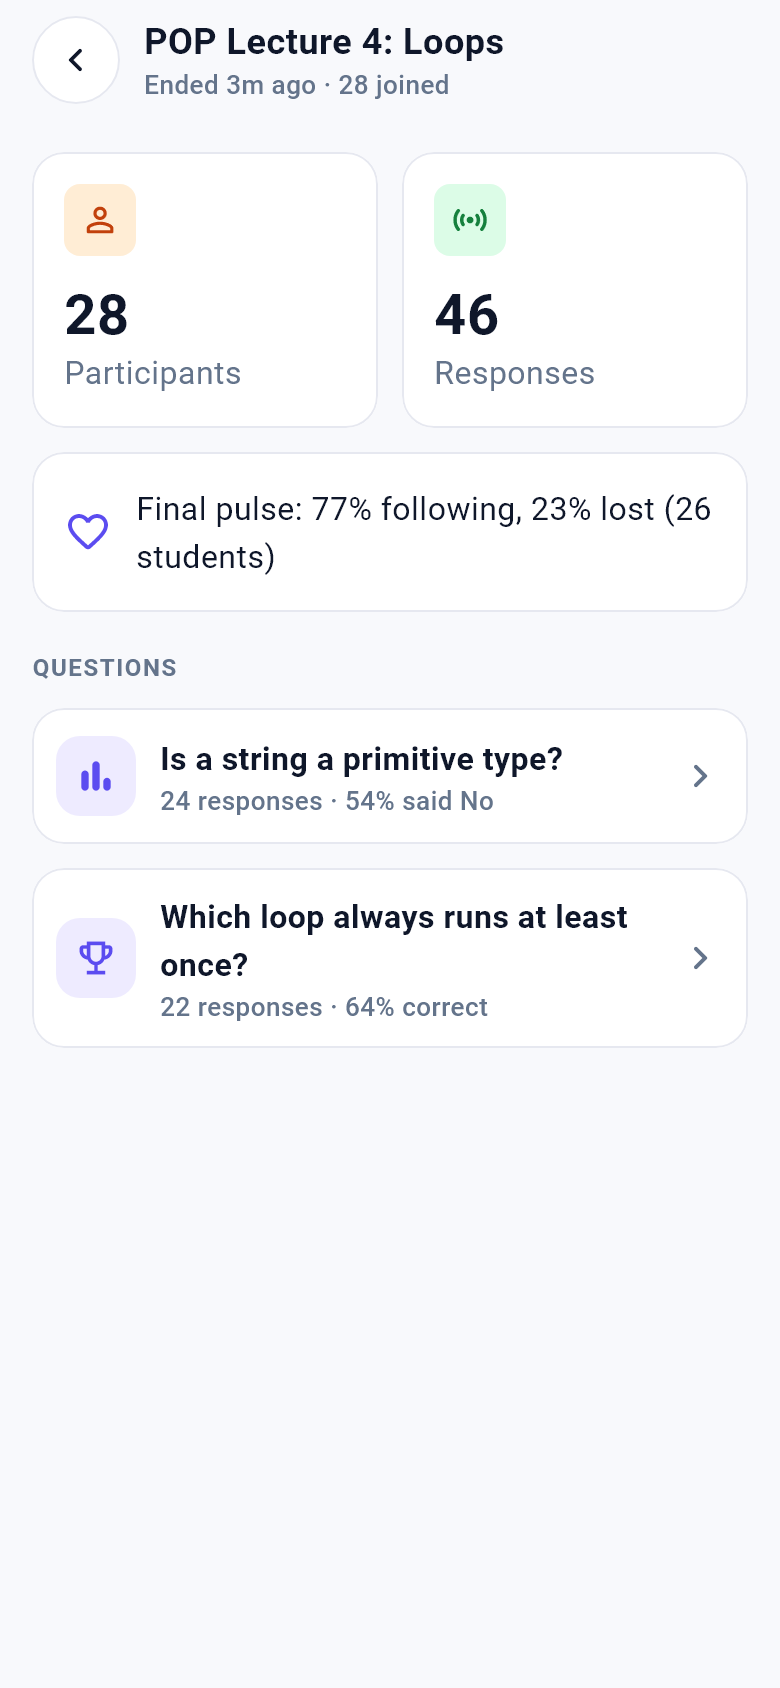 POP Lecture 4: Loops
Ended 3m ago · 28 joined
28
Participants
46
Responses
Final pulse: 77% following, 23% lost (26
students)
QUESTIONS
Is a string a primitive type?
24 responses · 54% said No
Which loop always runs at least
once?
22 responses · 64% correct